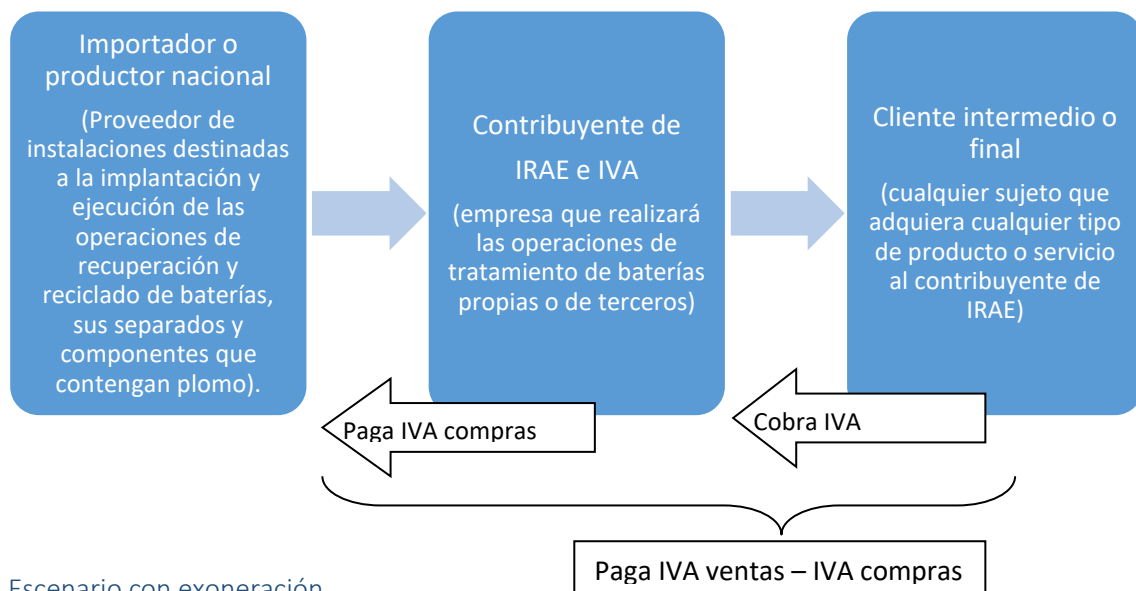 Importador o
productor nacional
(Proveedor de
instalaciones destinadas
a la implantación y
ejecución de las
operaciones de
recuperación y
reciclado de baterías,
sus separados y
componentes que
contengan plomo).
Contribuyente de
IRAE e IVA
(empresa que realizará
las operaciones de
tratamiento de baterías
propias o de terceros)
Cliente intermedio o
final
(cualquier sujeto que
adquiera cualquier tipo
de producto o servicio
al contribuyente de
IRAE)
Paga IVA compras
Cobra IVA
Paga IVA ventas – IVA compras
Escenario con exoneración